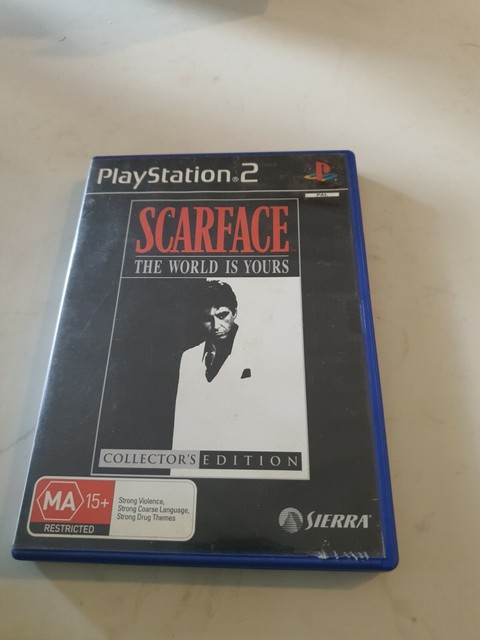 PlayStation.2
PAL
SCARFACE
THE WORLD IS YOURS
COLLECTOR'S EDITION
MA 15+
RESTRICTED
Strong Violence,
Strong Coarse Language,
Strong Drug Themes
SIERRA